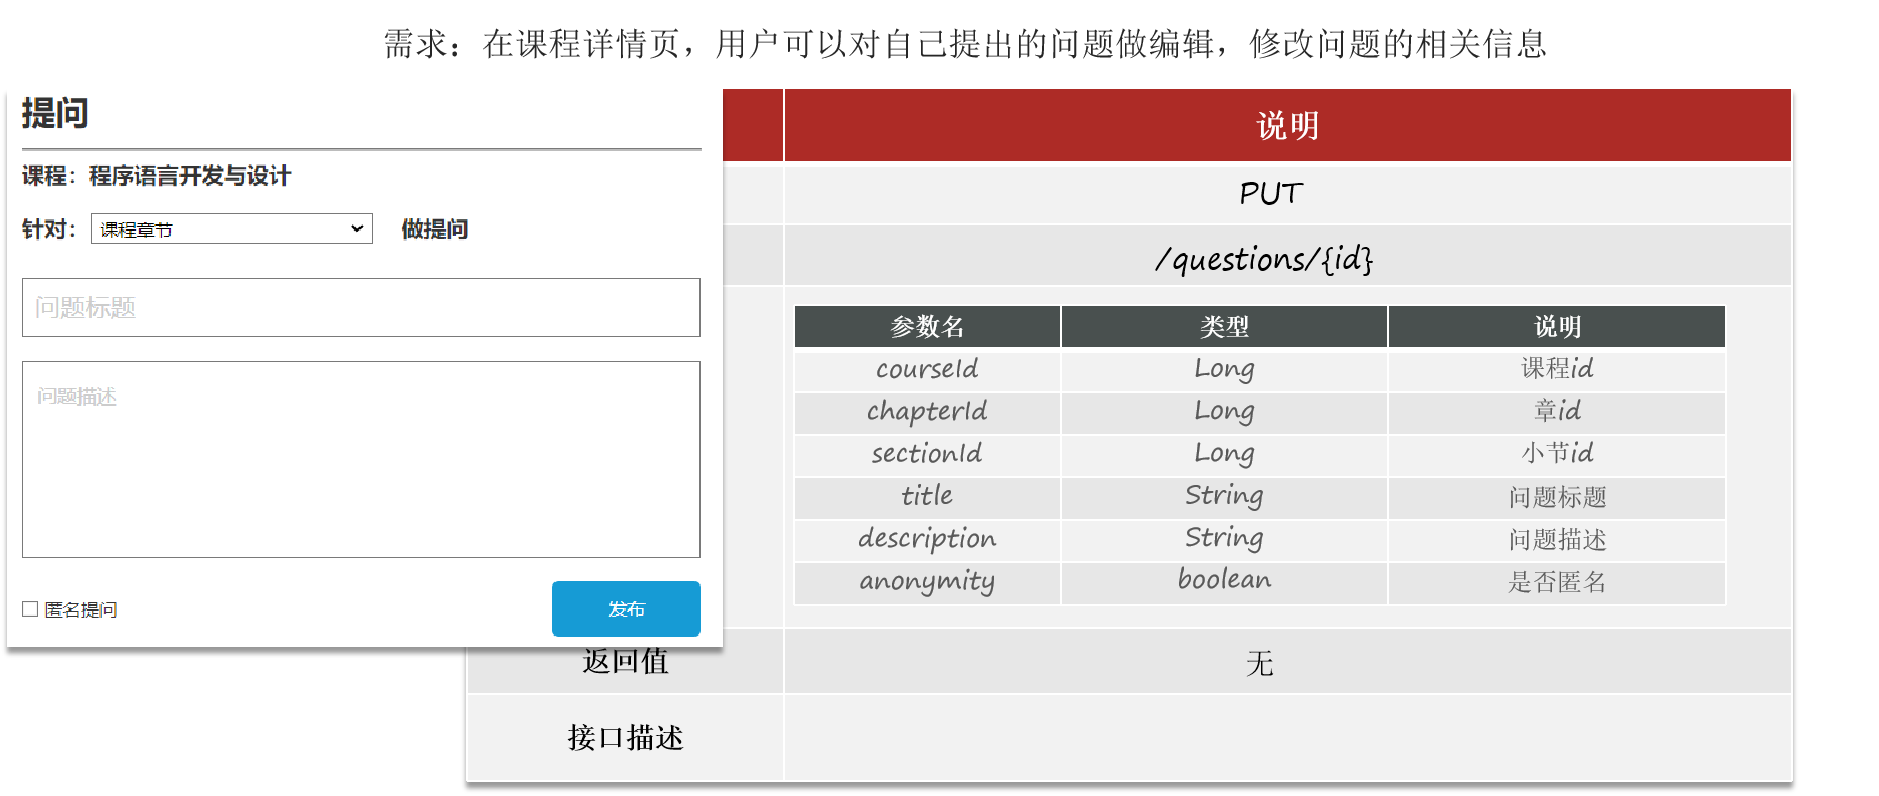 需求：在课程详情页，用户可以对自己提出的问题做编辑，修改问题的相关信息
提问
课程：程序语言开发与设计
针对： 课程章节 做提问
问题标题
问题描述
匿名提问 发布
说明
PUT
/questions/{id}
参数名 类型 说明
courseId Long 课程id
chapterId Long 章id
sectionId Long 小节id
title String 问题标题
description String 问题描述
anonymity boolean 是否匿名
返回值 无
接口描述